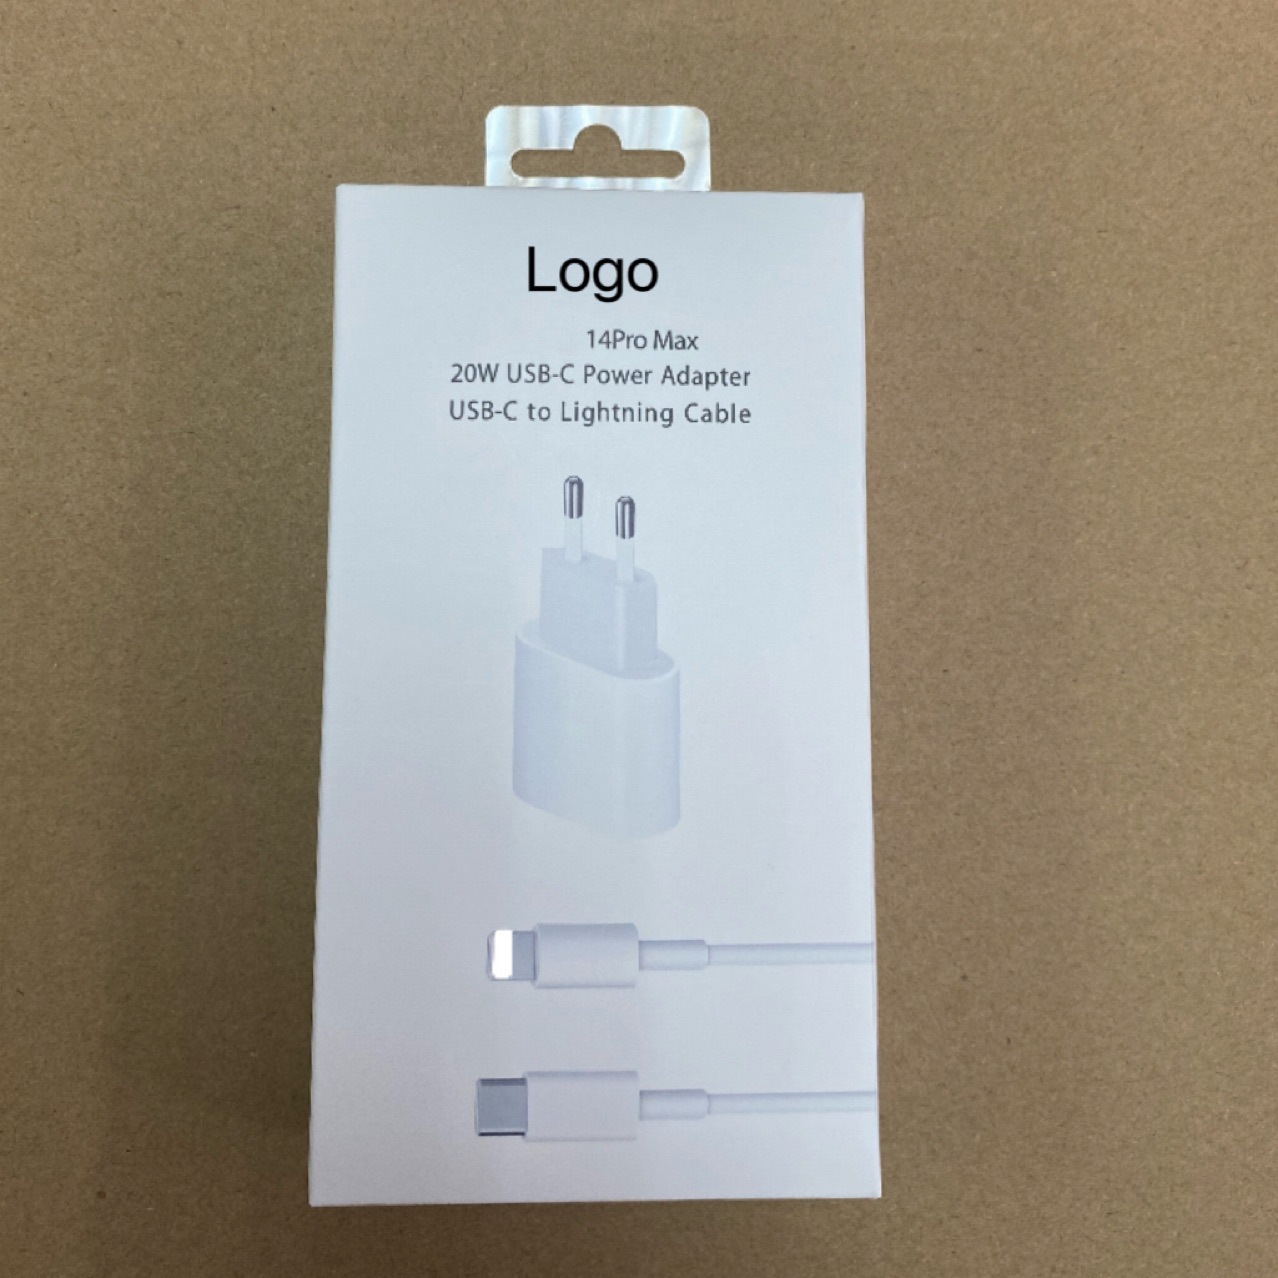 Logo
14Pro Max
20W USB-C Power Adapter
USB-C to Lightning Cable